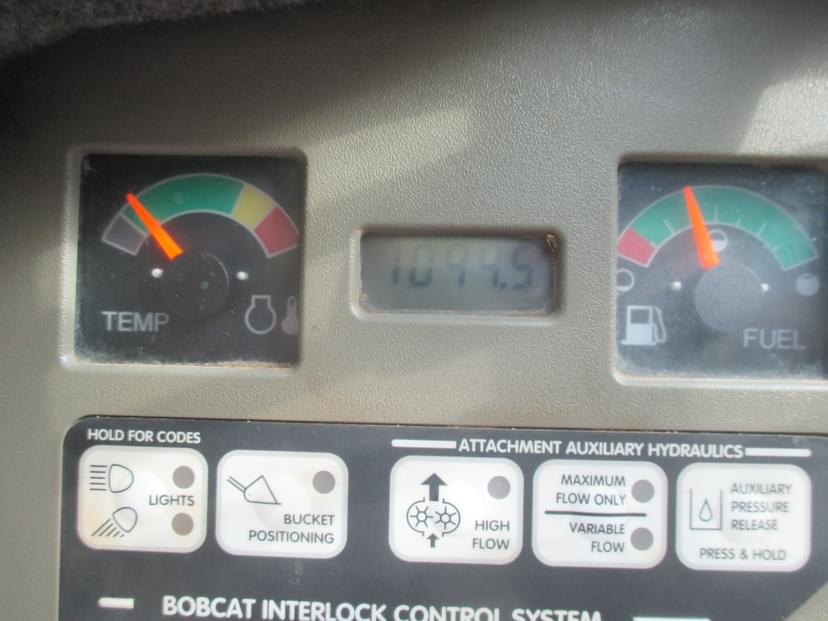 1094.5
TEMP
FUEL
HOLD FOR CODES
ATTACHMENT AUXILIARY HYDRAULICS
LIGHTS
BUCKET
POSITIONING
HIGH
FLOW
MAXIMUM
FLOW ONLY
VARIABLE
FLOW
AUXILIARY
PRESSURE
RELEASE
PRESS & HOLD
BOBCAT INTERLOCK CONTROL SYSTEM